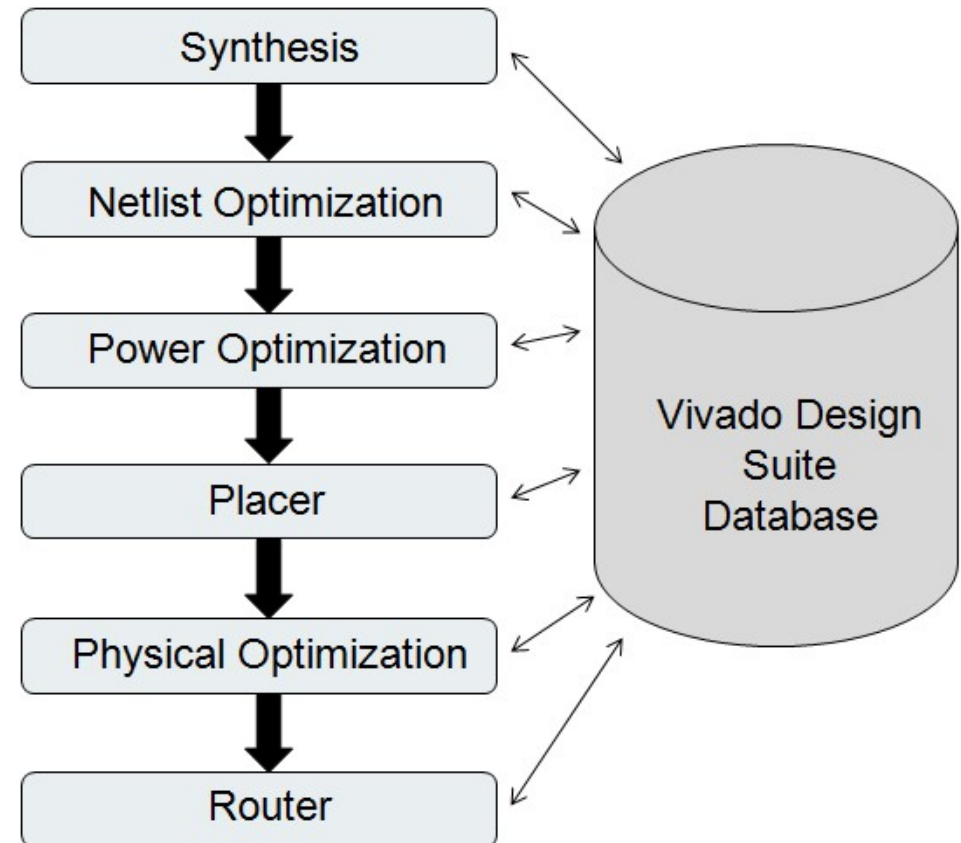 Synthesis
Netlist Optimization
Power Optimization
Placer
Physical Optimization
Router
Vivado Design
Suite
Database